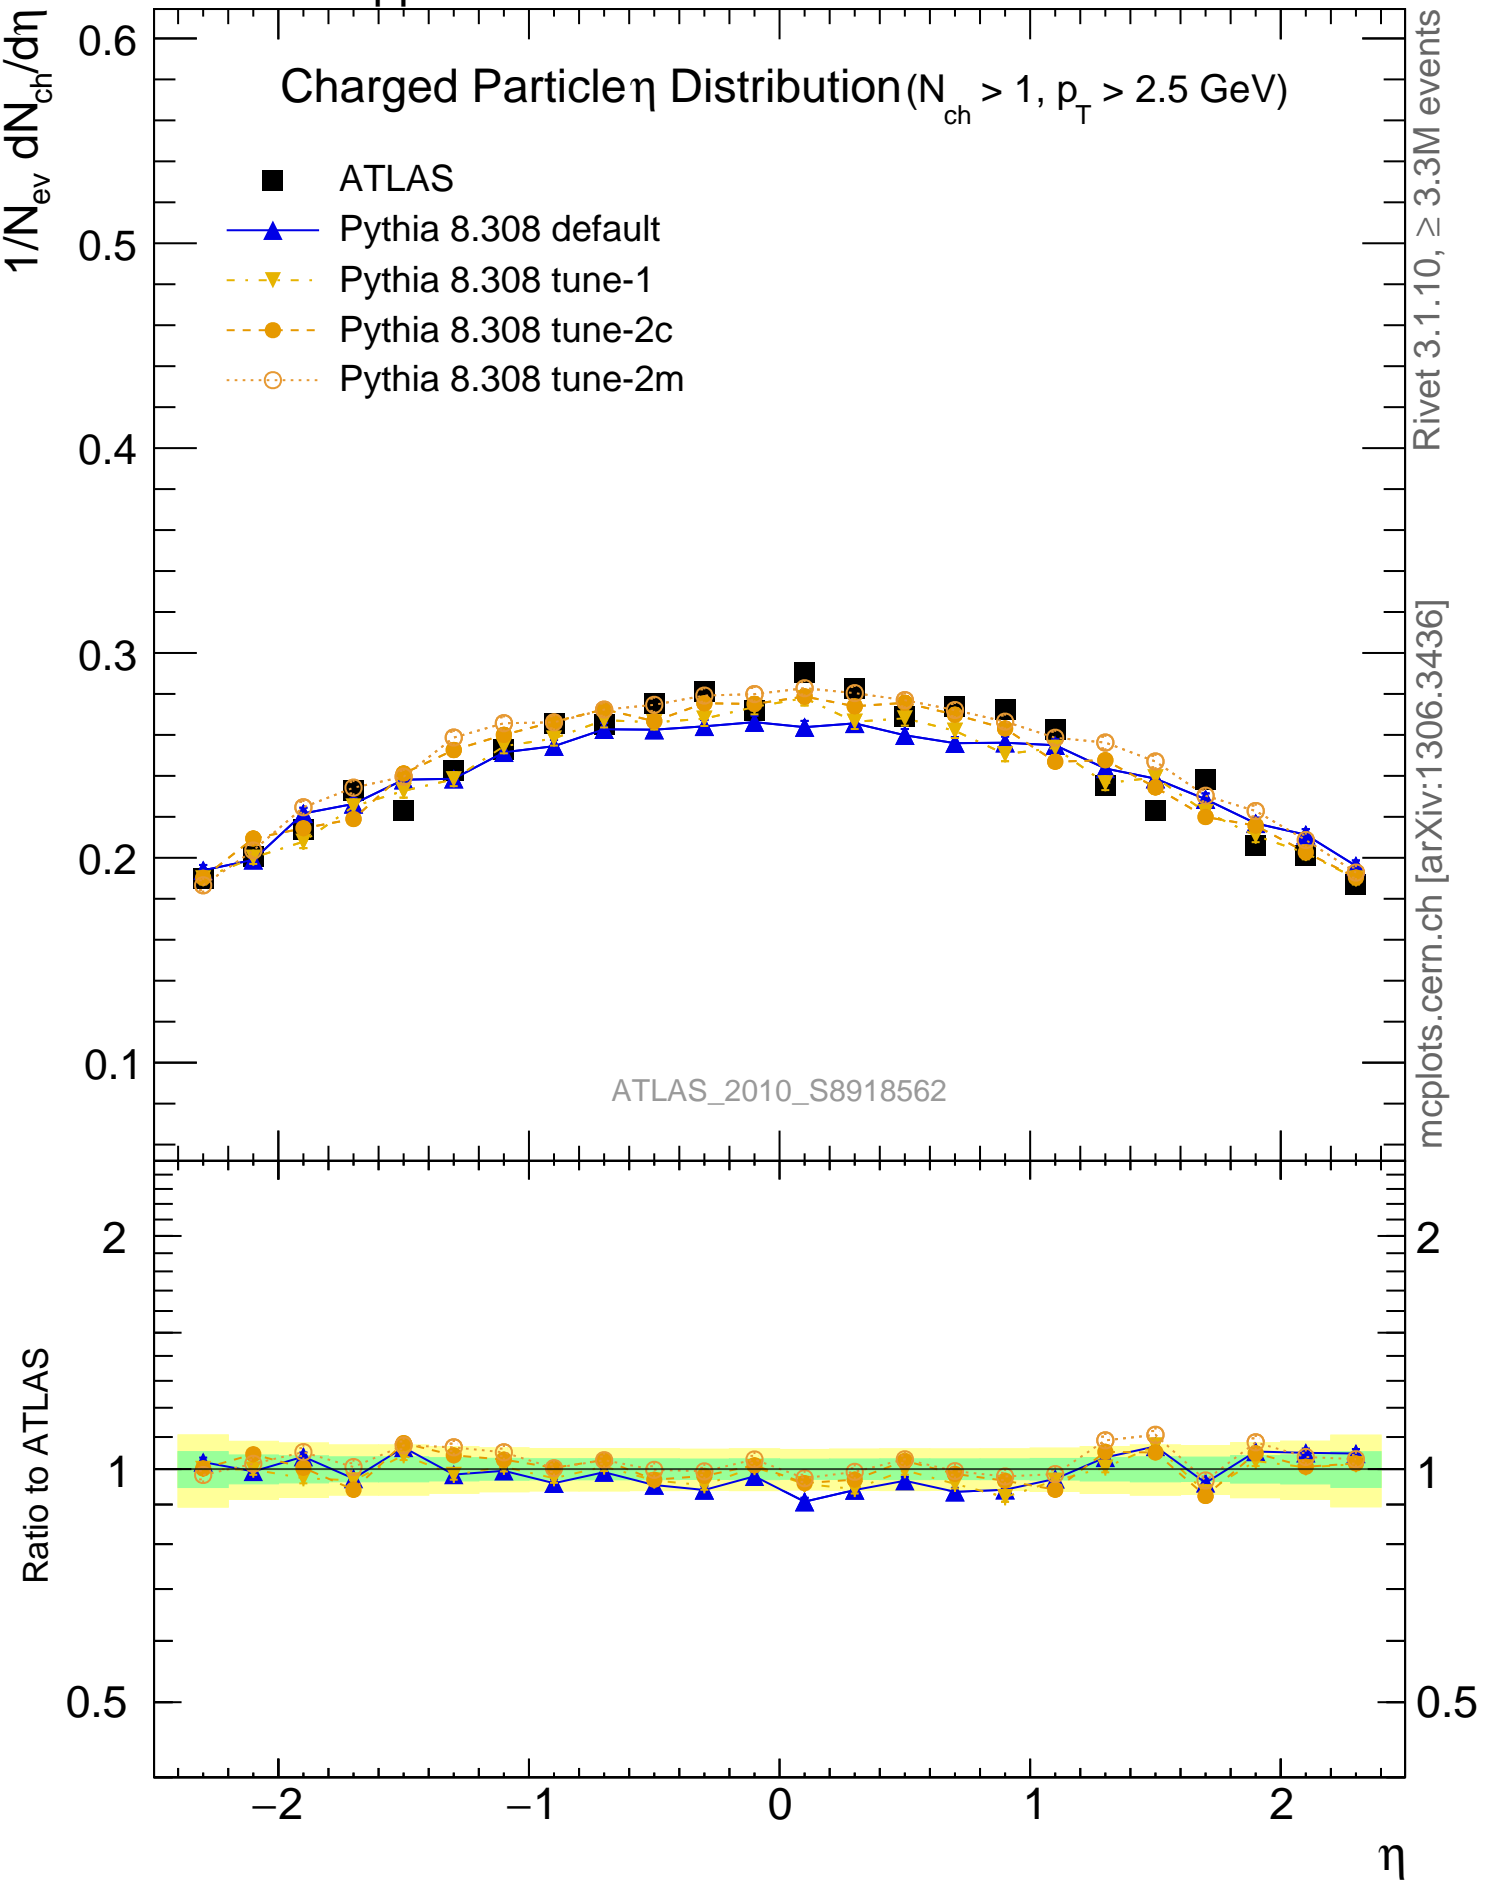 pp
Charged Particle η Distribution (N_ch > 1, p_T > 2.5 GeV)
1/N_ev dN_ch/dη
ATLAS
Pythia 8.308 default
Pythia 8.308 tune-1
Pythia 8.308 tune-2c
Pythia 8.308 tune-2m
0.6
0.5
0.4
0.3
0.2
0.1
ATLAS_2010_S8918562
Rivet 3.1.10, ≥ 3.3M events
mcplots.cern.ch [arXiv:1306.3436]
Ratio to ATLAS
2
1
0.5
2
1
0.5
−2
−1
0
1
2
η